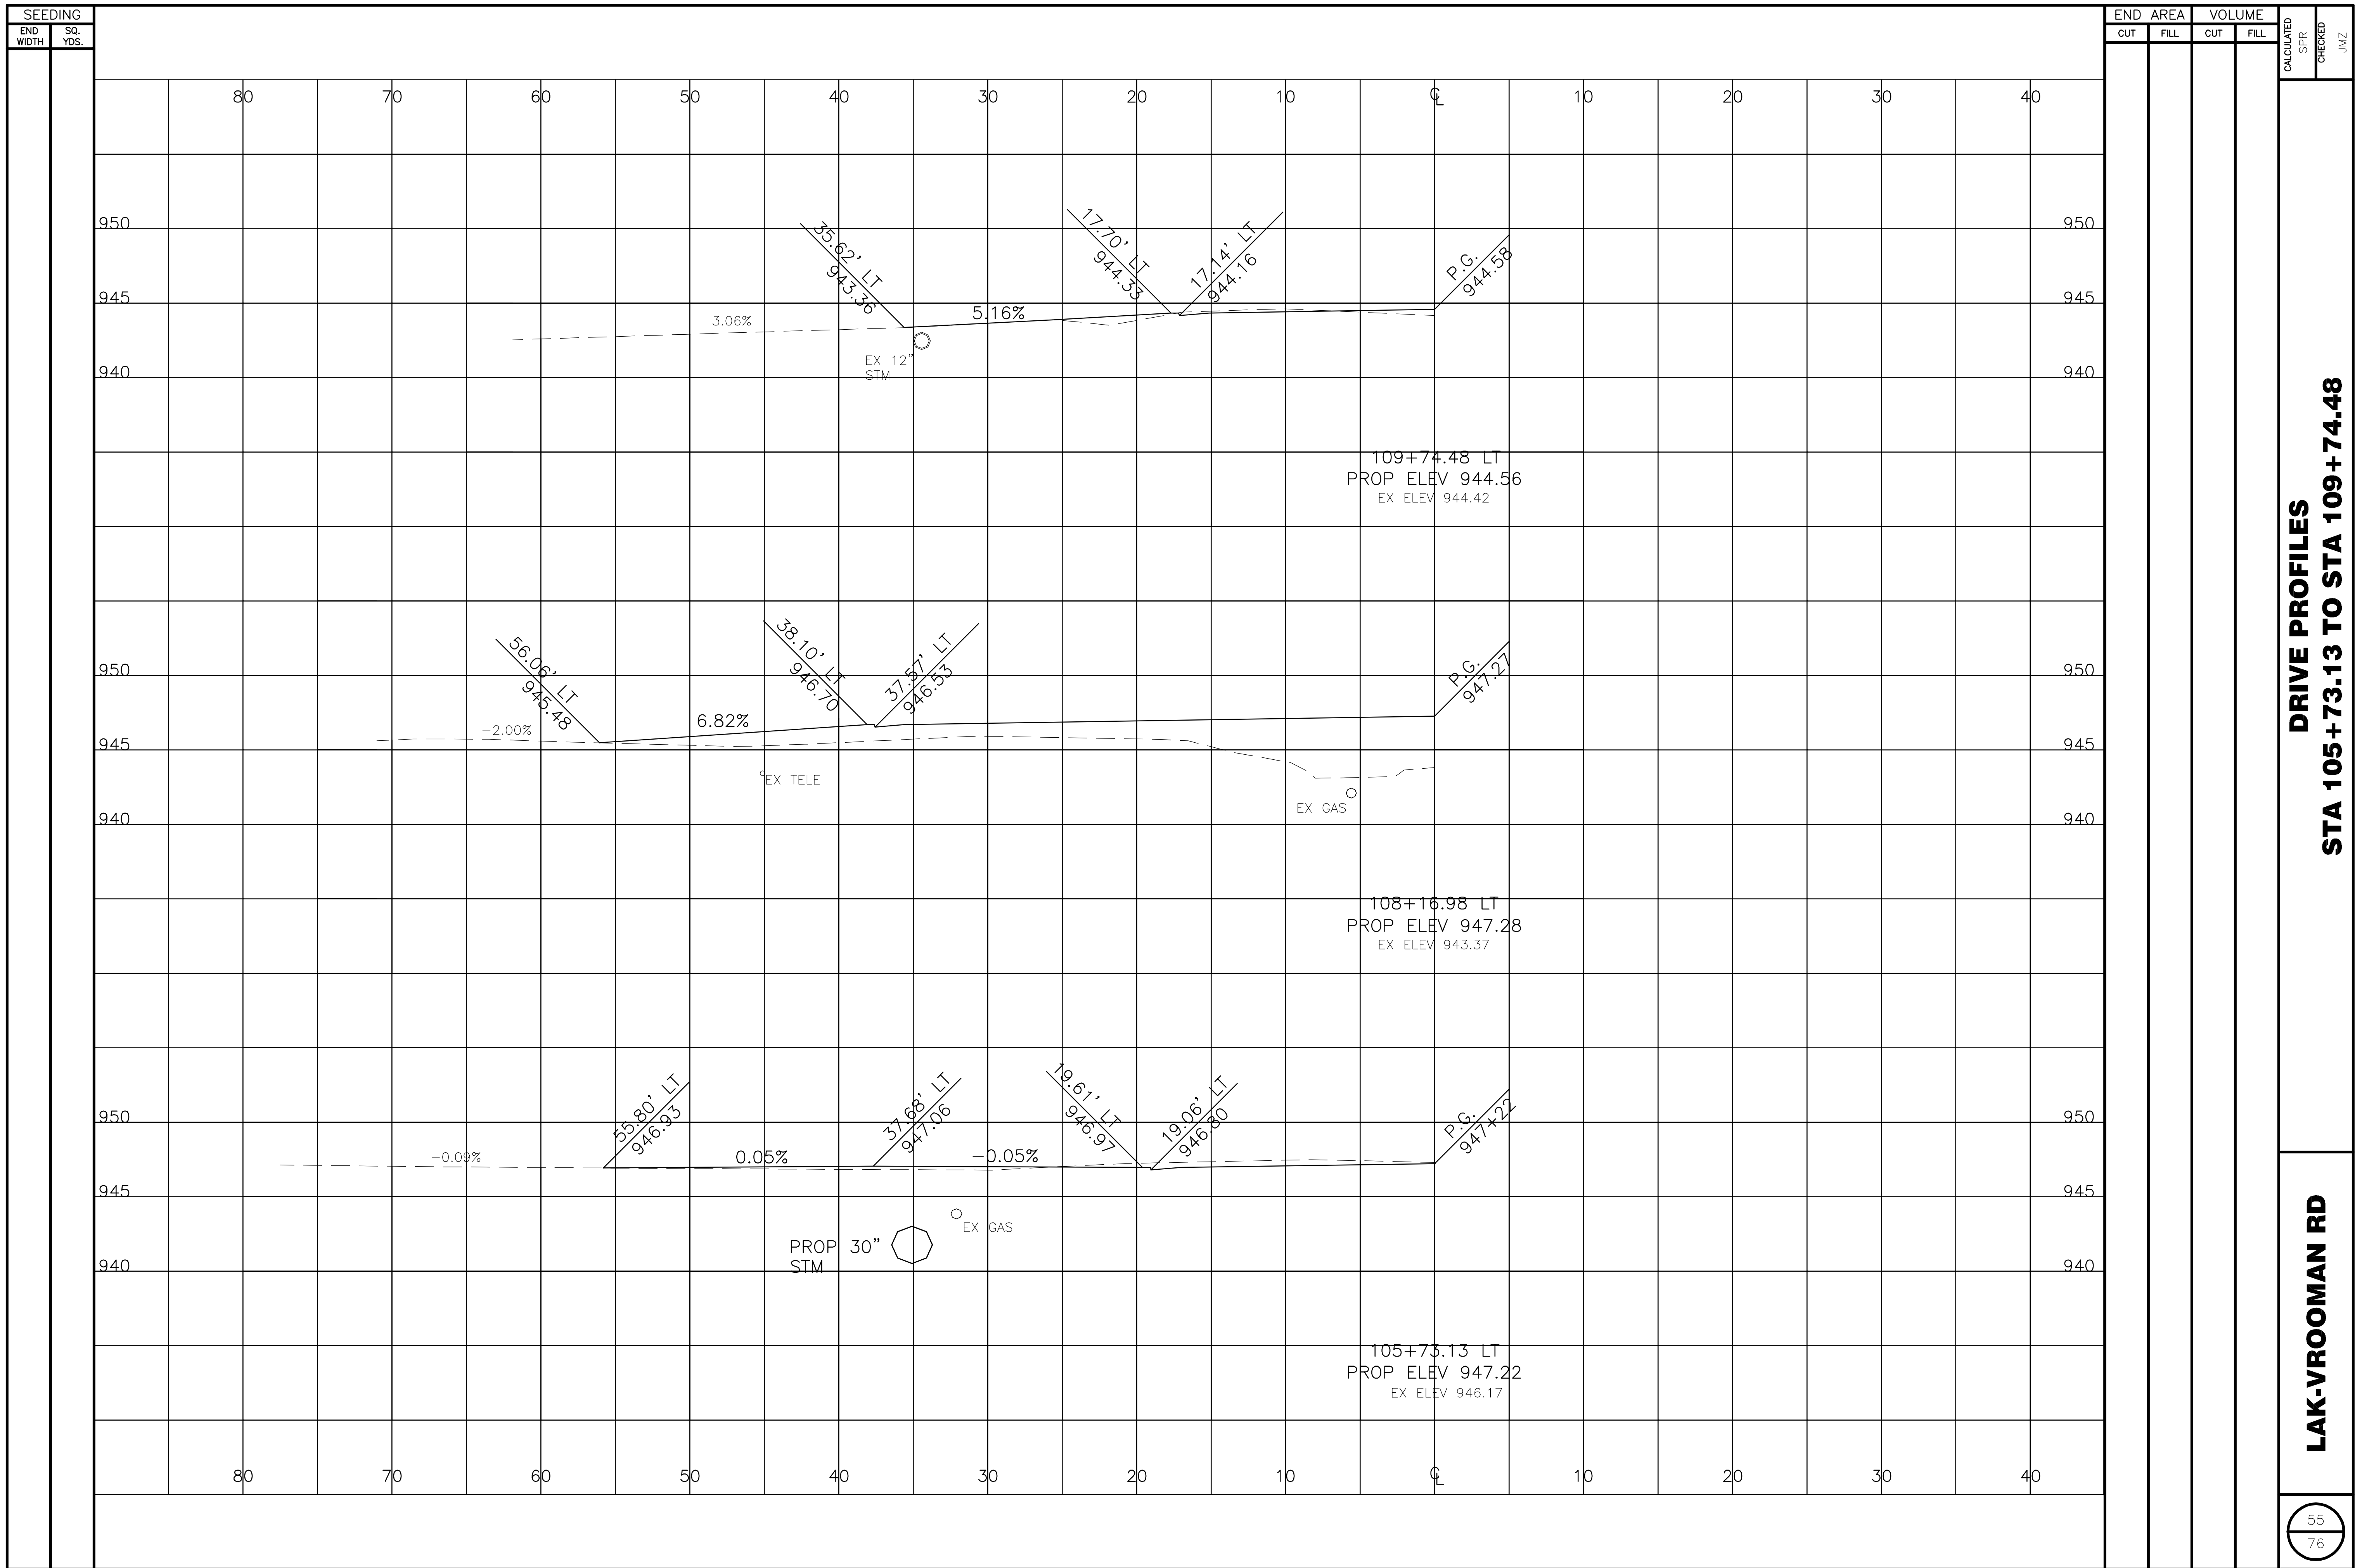 SEEDING
END WIDTH
SQ. YDS.
END AREA
VOLUME
CUT
FILL
CUT
FILL
CALCULATED
SPR
CHECKED
JMZ
80 70 60 50 40 30 20 10 CL 10 20 30 40
950
950
35.62' LT
943.36
17.70' LT
944.33
17.14' LT
944.16
P.G.
944.58
945
945
3.06%
5.16%
EX 12"
STM
940
940
109+74.48 LT
PROP ELEV 944.56
EX ELEV 944.42
56.06' LT
945.48
38.10' LT
946.70
37.57' LT
946.53
P.G.
947.27
950
950
-2.00%
6.82%
945
945
EX TELE
EX GAS
940
940
108+16.98 LT
PROP ELEV 947.28
EX ELEV 943.37
55.80' LT
946.93
37.68' LT
947.06
19.61' LT
946.97
19.06' LT
946.80
P.G.
947+22
950
950
-0.09%
0.05%
-0.05%
945
945
EX GAS
PROP 30"
STM
940
940
105+73.13 LT
PROP ELEV 947.22
EX ELEV 946.17
80 70 60 50 40 30 20 10 CL 10 20 30 40
DRIVE PROFILES
STA 105+73.13 TO STA 109+74.48
LAK-VROOMAN RD
55
76